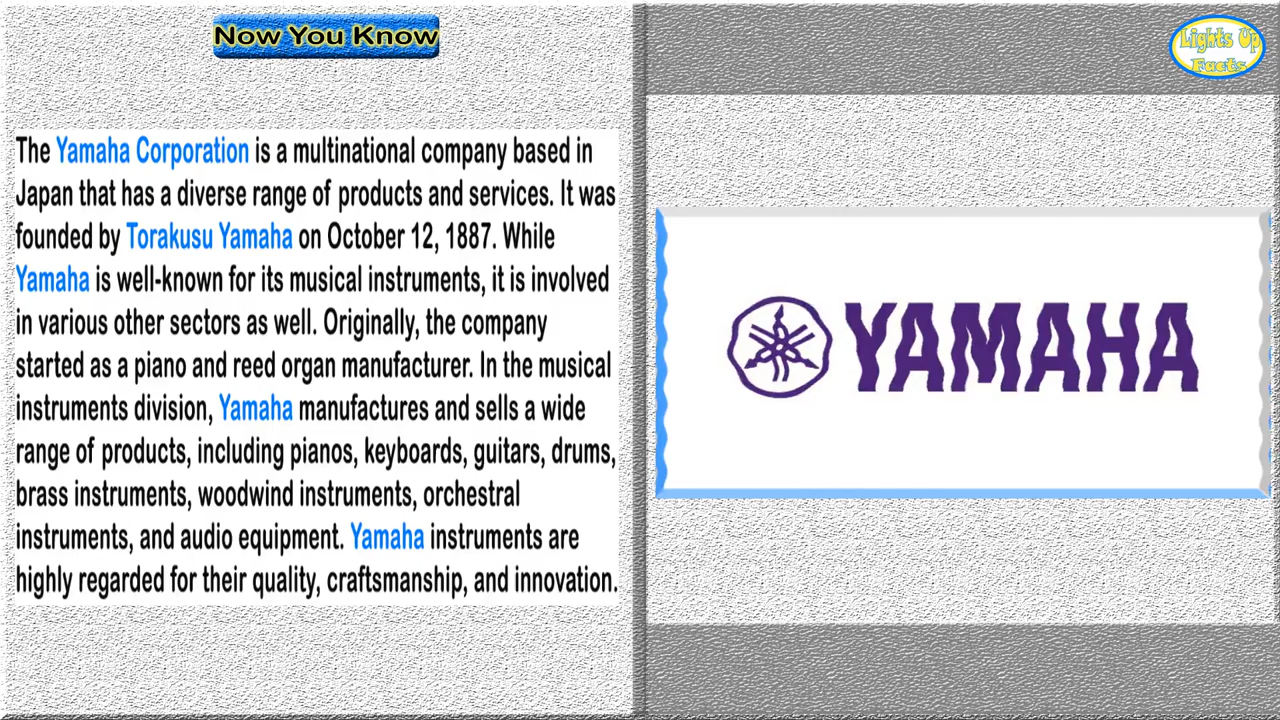 Now You Know
Lights Up
Facts
The Yamaha Corporation is a multinational company based in
Japan that has a diverse range of products and services. It was
founded by Torakusu Yamaha on October 12, 1887. While
Yamaha is well-known for its musical instruments, it is involved
in various other sectors as well. Originally, the company
started as a piano and reed organ manufacturer. In the musical
instruments division, Yamaha manufactures and sells a wide
range of products, including pianos, keyboards, guitars, drums,
brass instruments, woodwind instruments, orchestral
instruments, and audio equipment. Yamaha instruments are
highly regarded for their quality, craftsmanship, and innovation.
YAMAHA